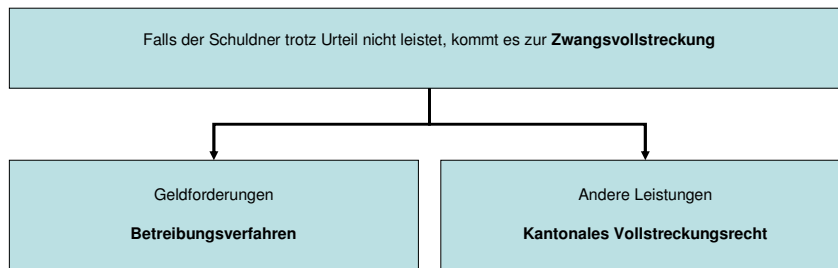 Falls der Schuldner trotz Urteil nicht leistet, kommt es zur Zwangsvollstreckung
Geldforderungen
Betreibungsverfahren
Andere Leistungen
Kantonales Vollstreckungsrecht